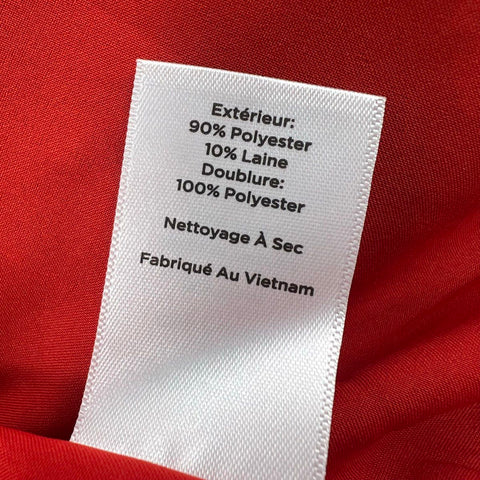 Extérieur:
90% Polyester
10% Laine
Doublure:
100% Polyester
Nettoyage À Sec
Fabriqué Au Vietnam